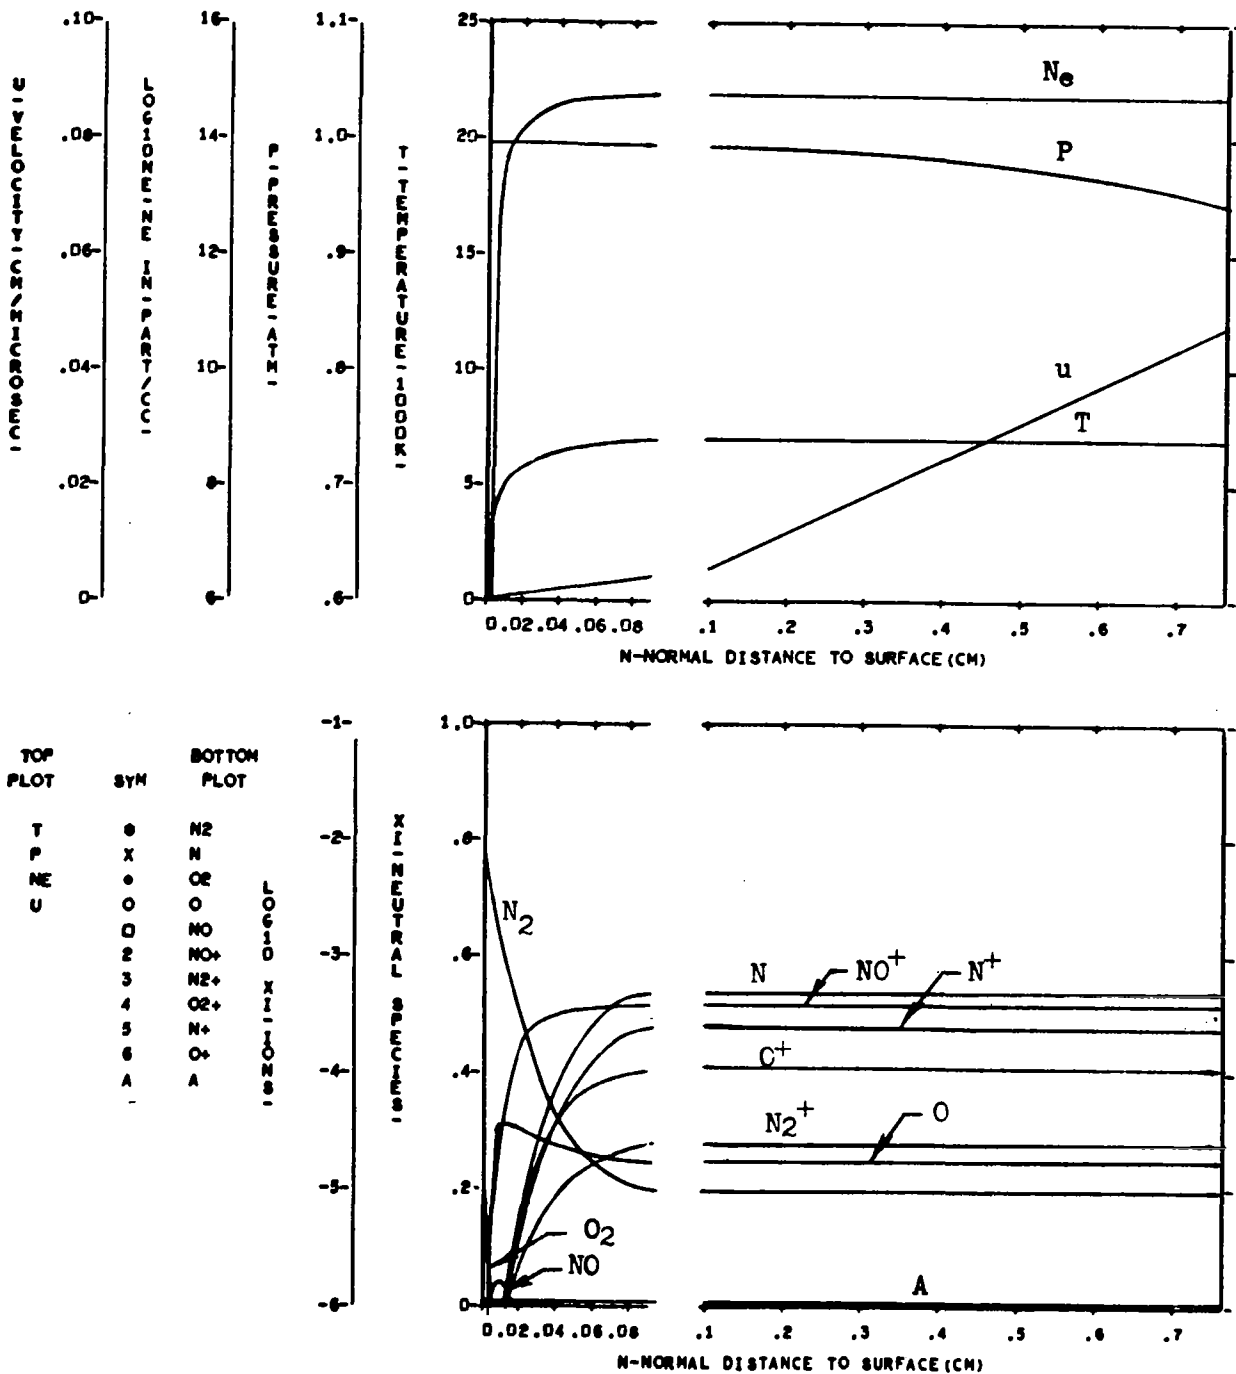 U-VELOCITY-CM/MICROSEC-
.10-
.08-
.06-
.04-
.02-
0-
LOG10NE-NE IN-PART/CC-
16-
14-
12-
10-
8-
6-
P-PRESSURE-ATM-
1.1-
1.0-
.9-
.8-
.7-
.6-
T-TEMPERATURE-1000K-
25-
20-
15-
10-
5-
0-
Ne
P
u
T
0.02.04.06.08 .1 .2 .3 .4 .5 .6 .7
N-NORMAL DISTANCE TO SURFACE(CM)
TOP PLOT SYM BOTTOM PLOT
T ● N2
P X N
NE ● O2
U O O
□ NO
2 NO+
3 N2+
4 O2+
5 N+
6 O+
A A
LOG10 XI-IONS-
-1-
-2-
-3-
-4-
-5-
-6-
XI-NEUTRAL SPECIES-
1.0-
.8-
.6-
.4-
.2-
0-
N2
N NO+ N+
O+
N2+ O
O2
NO
A
0.02.04.06.08 .1 .2 .3 .4 .5 .6 .7
N-NORMAL DISTANCE TO SURFACE(CM)